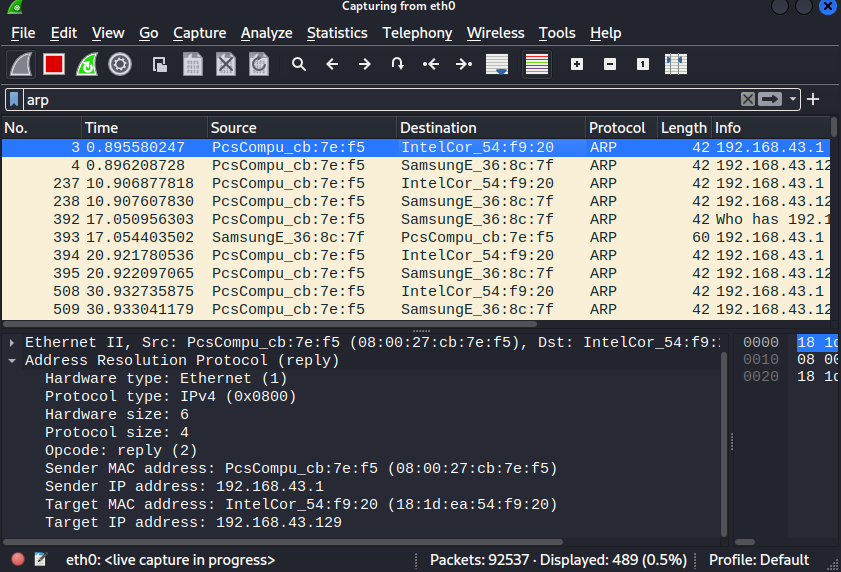 Capturing from eth0
File Edit View Go Capture Analyze Statistics Telephony Wireless Tools Help
arp
No. Time Source Destination Protocol Length Info
3 0.895580247 PcsCompu_cb:7e:f5 IntelCor_54:f9:20 ARP 42 192.168.43.1
4 0.896208728 PcsCompu_cb:7e:f5 SamsungE_36:8c:7f ARP 42 192.168.43.12
237 10.906877818 PcsCompu_cb:7e:f5 IntelCor_54:f9:20 ARP 42 192.168.43.1
238 10.907607830 PcsCompu_cb:7e:f5 SamsungE_36:8c:7f ARP 42 192.168.43.12
392 17.050956303 PcsCompu_cb:7e:f5 SamsungE_36:8c:7f ARP 42 Who has 192.1
393 17.054403502 SamsungE_36:8c:7f PcsCompu_cb:7e:f5 ARP 60 192.168.43.1
394 20.921780536 PcsCompu_cb:7e:f5 IntelCor_54:f9:20 ARP 42 192.168.43.1
395 20.922097065 PcsCompu_cb:7e:f5 SamsungE_36:8c:7f ARP 42 192.168.43.12
508 30.932735875 PcsCompu_cb:7e:f5 IntelCor_54:f9:20 ARP 42 192.168.43.1
509 30.933041179 PcsCompu_cb:7e:f5 SamsungE_36:8c:7f ARP 42 192.168.43.12
Ethernet II, Src: PcsCompu_cb:7e:f5 (08:00:27:cb:7e:f5), Dst: IntelCor_54:f9:
Address Resolution Protocol (reply)
Hardware type: Ethernet (1)
Protocol type: IPv4 (0x0800)
Hardware size: 6
Protocol size: 4
Opcode: reply (2)
Sender MAC address: PcsCompu_cb:7e:f5 (08:00:27:cb:7e:f5)
Sender IP address: 192.168.43.1
Target MAC address: IntelCor_54:f9:20 (18:1d:ea:54:f9:20)
Target IP address: 192.168.43.129
0000 18 1d
0010 08 00
0020 18 1d
eth0: <live capture in progress> Packets: 92537 · Displayed: 489 (0.5%) Profile: Default